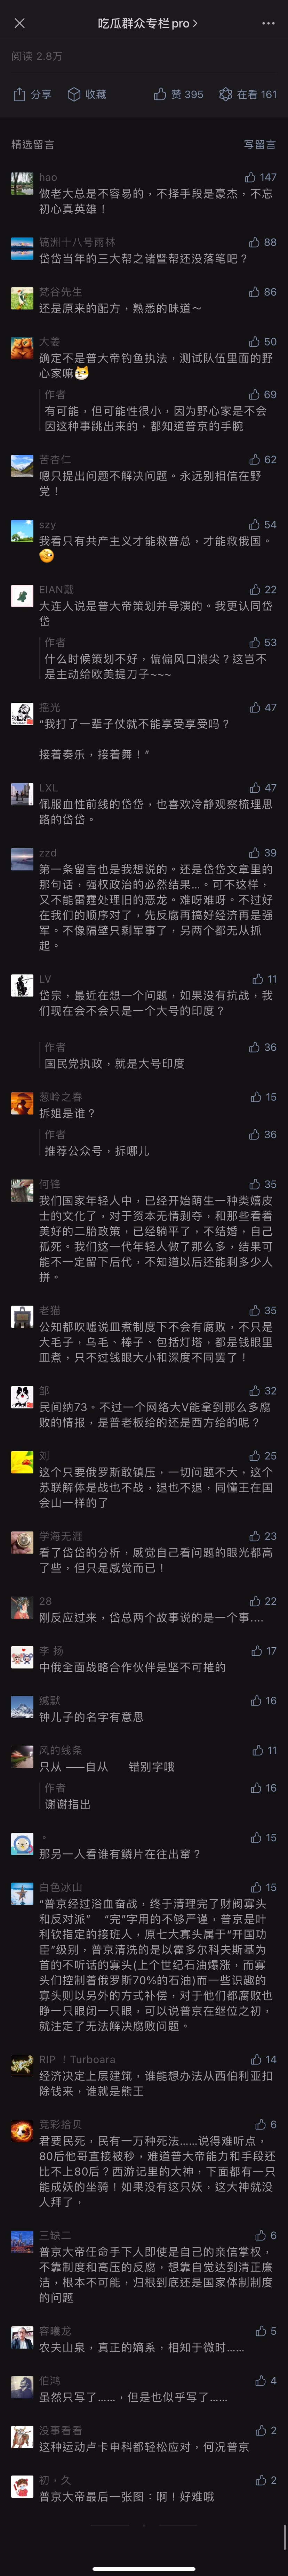 吃瓜群众专栏 pro
阅读 2.8万
分享
收藏
赞 395
在看 161
精选留言
写留言
hao
147
做老大总是不容易的，不择手段是豪杰，不忘
初心真英雄！
镐洲十八号雨林
88
岱岱当年的三大帮之诸暨帮还没落笔吧？
梵谷先生
86
还是原来的配方，熟悉的味道～
大姜
50
确定不是普大帝钓鱼执法，测试队伍里面的野
心家嘛
作者
69
有可能，但可能性很小，因为野心家是不会
因这种事跳出来的，都知道普京的手腕
苦杏仁
62
嗯只提出问题不解决问题。永远别相信在野
党！
szy
54
我看只有共产主义才能救普总，才能救俄国。
EIAN戴
22
大连人说是普大帝策划并导演的。我更认同岱
岱
作者
53
什么时候策划不好，偏偏风口浪尖？这岂不
是主动给欧美提刀子~~~
摇光
47
“我打了一辈子仗就不能享受享受吗？
接着奏乐，接着舞！”
LXL
47
佩服血性前线的岱岱，也喜欢冷静观察梳理思
路的岱岱。
zzd
39
第一条留言也是我想说的。还是岱岱文章里的
那句话，强权政治的必然结果…。可不这样，
又不能雷霆处理旧的恶龙。难呀难呀。不过好
在我们的顺序对了，先反腐再搞好经济再是强
军。不像隔壁只剩军事了，另两个都无从抓
起。
LV
11
岱宗，最近在想一个问题，如果没有抗战，我
们现在会不会只是一个大号的印度？
作者
36
国民党执政，就是大号印度
葱岭之春
15
拆姐是谁？
作者
36
推荐公众号，拆哪儿
何锋
35
我们国家年轻人中，已经开始萌生一种类嬉皮
士的文化了，对于资本无情剥夺，和那些看着
美好的二胎政策，已经躺平了，不结婚，自己
孤死。我们这一代年轻人做了那么多，结果可
能不一定留下后代，不知道以后还能剩多少人
拼。
老猫
35
公知都吹嘘说皿煮制度下不会有腐败，不只是
大毛子，乌毛、棒子、包括灯塔，都是钱眼里
皿煮，只不过钱眼大小和深度不同罢了！
邹
32
民间纳73。不过一个网络大V能拿到那么多腐
败的情报，是普老板给的还是西方给的呢？
刘
25
这个只要俄罗斯敢镇压，一切问题不大，这个
苏联解体是战也不战，退也不退，同懂王在国
会山一样的了
学海无涯
23
看了岱岱的分析，感觉自己看问题的眼光都高
了些，但只是感觉而已！
28
22
刚反应过来，岱总两个故事说的是一个事....
李 扬
17
中俄全面战略合作伙伴是坚不可摧的
缄默
16
钟儿子的名字有意思
风的线条
11
只从 ——自从　　错别字哦
作者
16
谢谢指出
。
15
那另一人看谁有鳞片在往出窜？
白色冰山
15
“普京经过浴血奋战，终于清理完了财阀寡头
和反对派”　“完”字用的不够严谨，普京是叶
利钦指定的接班人，原七大寡头属于“开国功
臣”级别，普京清洗的是以霍多尔科夫斯基为
首的不听话的寡头(上个世纪石油爆涨，而寡
头们控制着俄罗斯70%的石油)而一些识趣的
寡头则以另外的方式补偿，对于他们都腐败也
睁一只眼闭一只眼，可以说普京在继位之初，
就注定了无法解决腐败问题。
RIP ！Turboara
14
经济决定上层建筑，谁能想办法从西伯利亚扣
除钱来，谁就是熊王
竞彩拾贝
6
君要民死，民有一万种死法……说得难听点，
80后他哥直接被秒，难道普大帝能力和手段还
比不上80后？西游记里的大神，下面都有一只
能成妖的坐骑！如果没有这只妖，这大神就没
人拜了，
三缺二
6
普京大帝任命手下人即使是自己的亲信掌权，
不靠制度和高压的反腐，想靠自觉达到清正廉
洁，根本不可能，归根到底还是国家体制制度
的问题
容曦龙
5
农夫山泉，真正的嫡系，相知于微时……
伯鸿
4
虽然只写了……，但是也似乎写了……
没事看看
2
这种运动卢卡申科都轻松应对，何况普京
初，久
2
普京大帝最后一张图：啊！好难哦